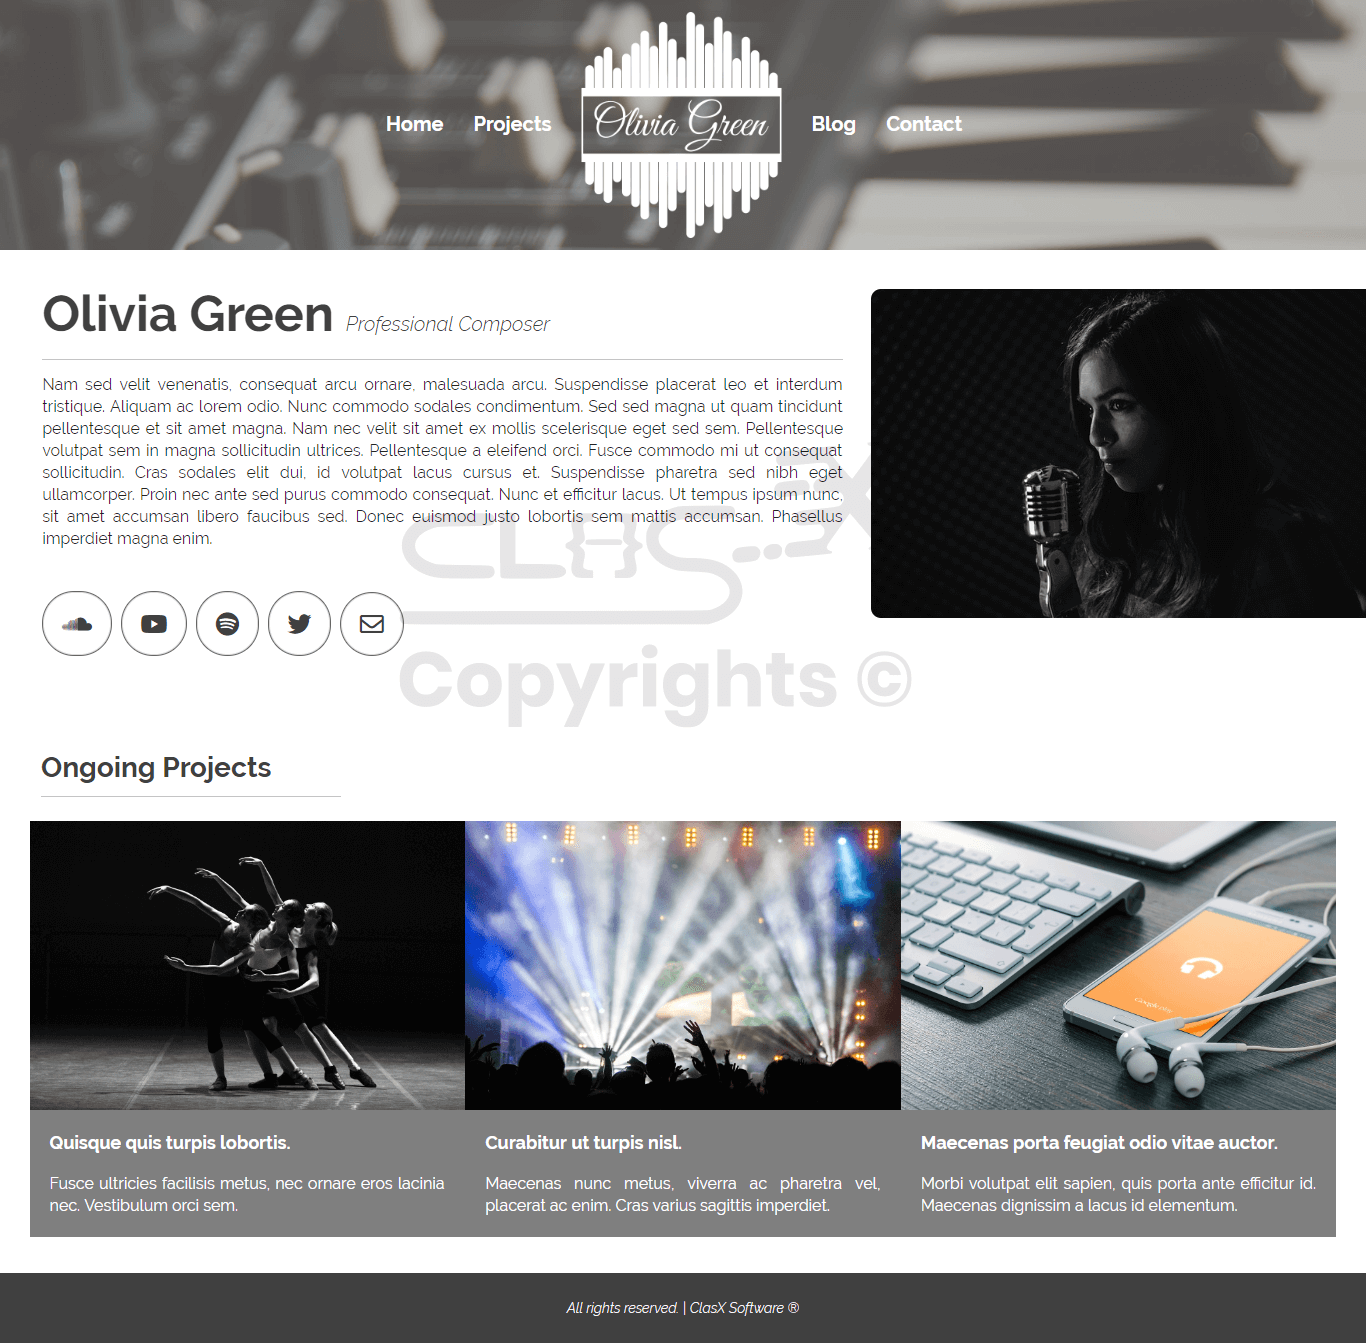 Home Projects Olivia Green Blog Contact
Olivia Green Professional Composer
Nam sed velit venenatis, consequat arcu ornare, malesuada arcu. Suspendisse placerat leo et interdum
tristique. Aliquam ac lorem odio. Nunc commodo sodales condimentum. Sed sed magna ut quam tincidunt
pellentesque et sit amet magna. Nam nec velit sit amet ex mollis scelerisque eget sed sem. Pellentesque
volutpat sem in magna sollicitudin ultrices. Pellentesque a eleifend orci. Fusce commodo mi ut consequat
sollicitudin. Cras sodales elit dui, id volutpat lacus cursus et. Suspendisse pharetra sed nibh eget
ullamcorper. Proin nec ante sed purus commodo consequat. Nunc et efficitur lacus. Ut tempus ipsum nunc,
sit amet accumsan libero faucibus sed. Donec euismod justo lobortis sem mattis accumsan. Phasellus
imperdiet magna enim.
CL{A}S...X
Copyrights ©
Ongoing Projects
Quisque quis turpis lobortis.
Fusce ultricies facilisis metus, nec ornare eros lacinia
nec. Vestibulum orci sem.
Curabitur ut turpis nisl.
Maecenas nunc metus, viverra ac pharetra vel,
placerat ac enim. Cras varius sagittis imperdiet.
Maecenas porta feugiat odio vitae auctor.
Morbi volutpat elit sapien, quis porta ante efficitur id.
Maecenas dignissim a lacus id elementum.
All rights reserved. | ClasX Software ®